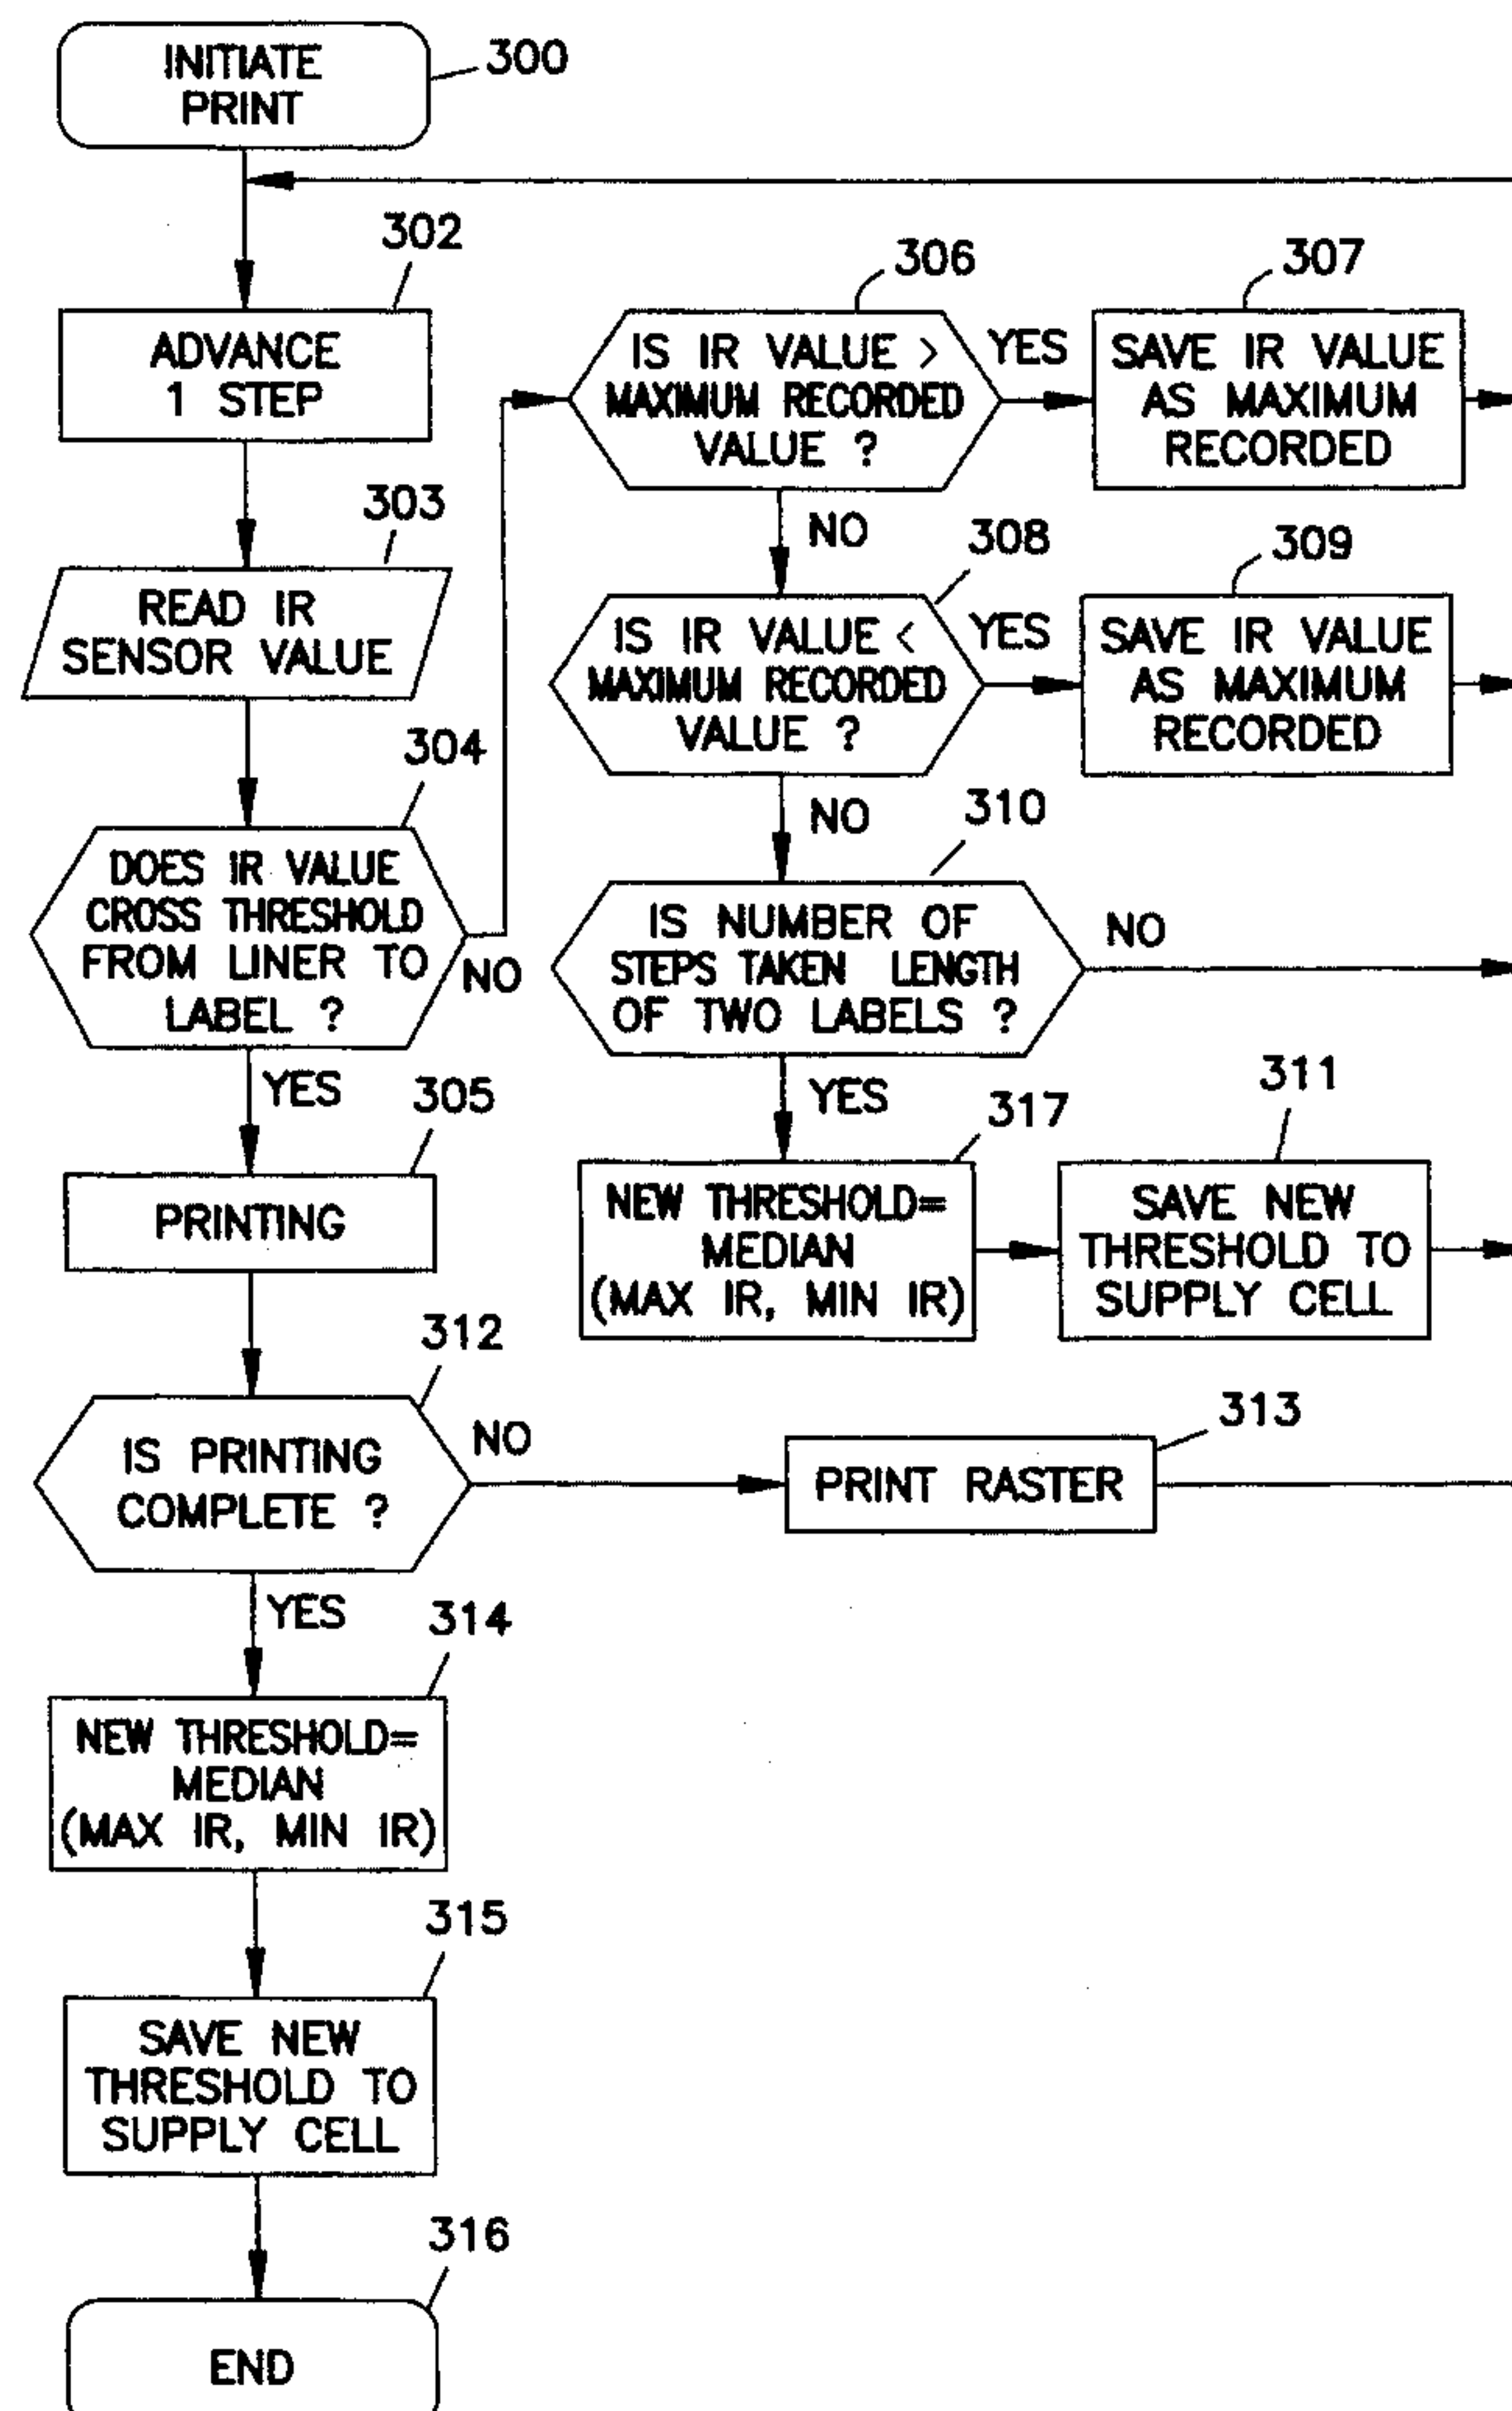 INITIATE
PRINT
300
302
ADVANCE
1 STEP
303
READ IR
SENSOR VALUE
304
DOES IR VALUE
CROSS THRESHOLD
FROM LINER TO
LABEL ?
NO
YES
305
PRINTING
312
IS PRINTING
COMPLETE ?
NO
313
PRINT RASTER
YES
314
NEW THRESHOLD=
MEDIAN
(MAX IR, MIN IR)
315
SAVE NEW
THRESHOLD TO
SUPPLY CELL
316
END
306
IS IR VALUE >
MAXIMUM RECORDED
VALUE ?
YES
307
SAVE IR VALUE
AS MAXIMUM
RECORDED
NO
308
IS IR VALUE <
MAXIMUM RECORDED
VALUE ?
YES
309
SAVE IR VALUE
AS MAXIMUM
RECORDED
NO
310
IS NUMBER OF
STEPS TAKEN LENGTH
OF TWO LABELS ?
NO
YES
317
NEW THRESHOLD=
MEDIAN
(MAX IR, MIN IR)
311
SAVE NEW
THRESHOLD TO
SUPPLY CELL